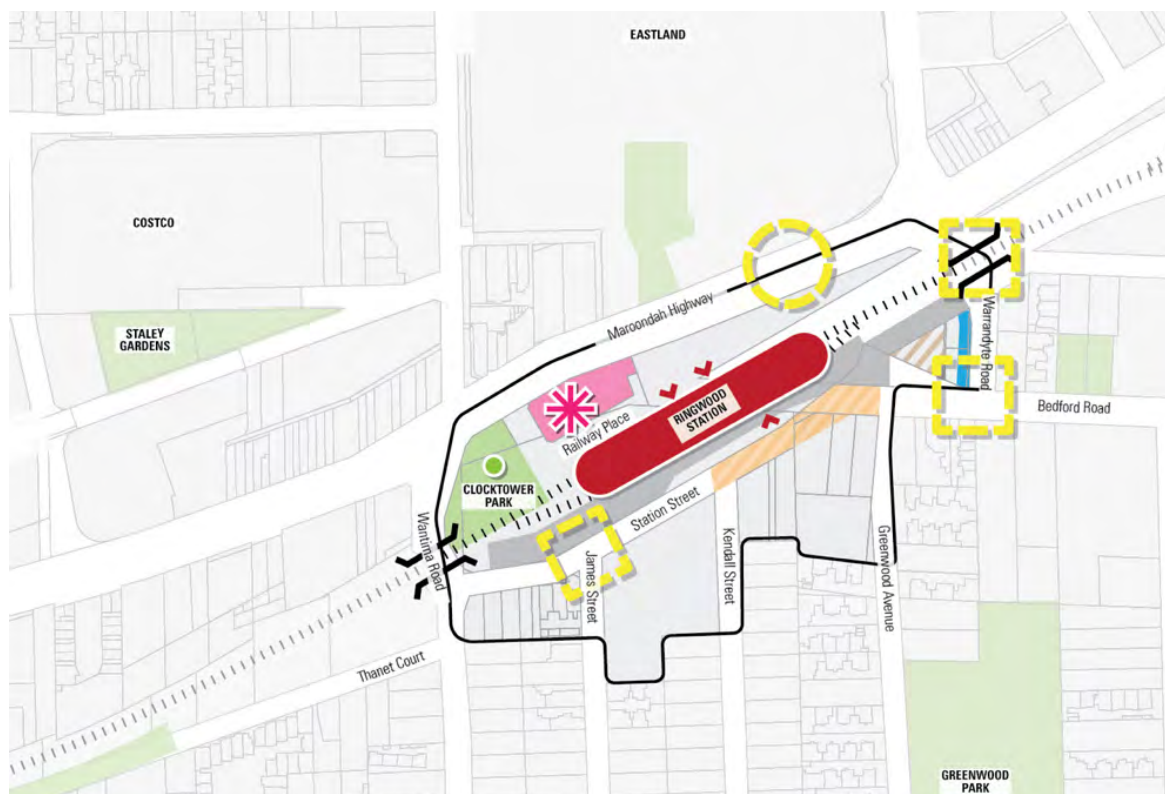 EASTLAND
COSTCO
STALEY
GARDENS
Maroondah Highway
Warrandyte Road
RINGWOOD
STATION
Railway Place
Bedford Road
CLOCKTOWER
PARK
Station Street
Wantirna Road
James Street
Kendall Street
Greenwood Avenue
Thanet Court
GREENWOOD
PARK